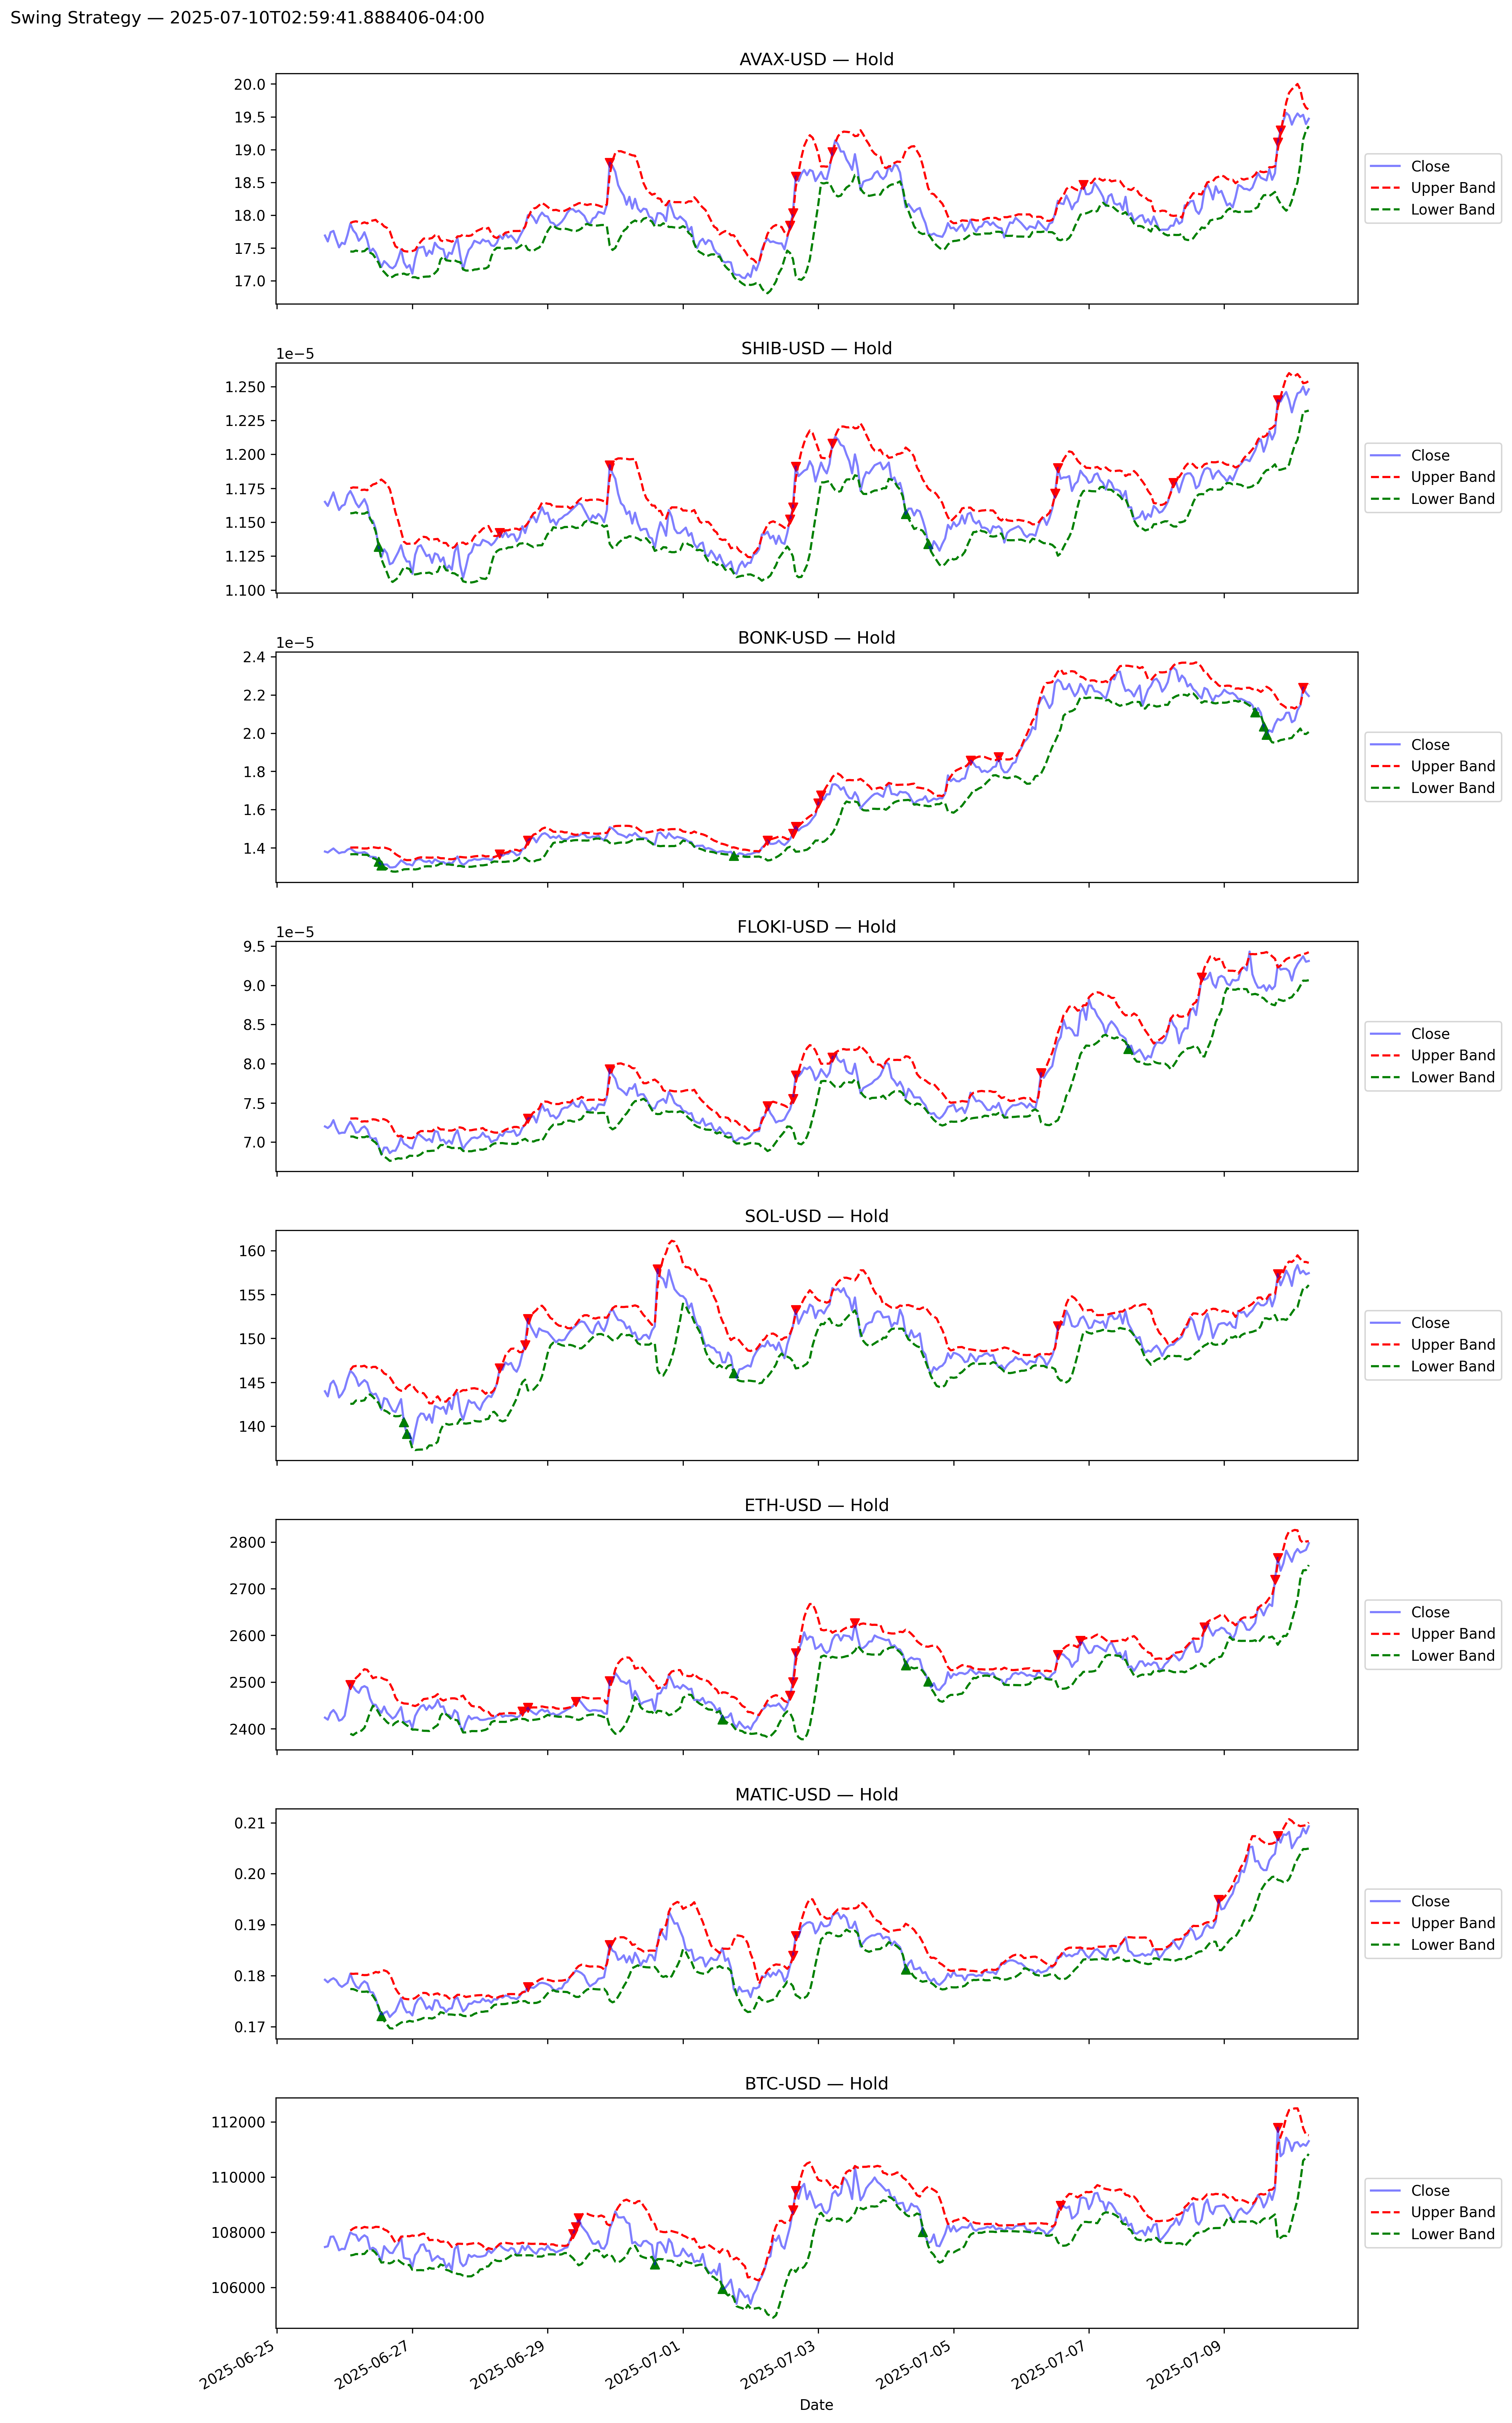 Swing Strategy — 2025-07-10T02:59:41.888406-04:00
AVAX-USD — Hold
20.0
19.5
19.0
18.5
18.0
17.5
17.0
Close
Upper Band
Lower Band
SHIB-USD — Hold
1e−5
1.250
1.225
1.200
1.175
1.150
1.125
1.100
Close
Upper Band
Lower Band
BONK-USD — Hold
1e−5
2.4
2.2
2.0
1.8
1.6
1.4
Close
Upper Band
Lower Band
FLOKI-USD — Hold
1e−5
9.5
9.0
8.5
8.0
7.5
7.0
Close
Upper Band
Lower Band
SOL-USD — Hold
160
155
150
145
140
Close
Upper Band
Lower Band
ETH-USD — Hold
2800
2700
2600
2500
2400
Close
Upper Band
Lower Band
MATIC-USD — Hold
0.21
0.20
0.19
0.18
0.17
Close
Upper Band
Lower Band
BTC-USD — Hold
112000
110000
108000
106000
Close
Upper Band
Lower Band
2025-06-25
2025-06-27
2025-06-29
2025-07-01
2025-07-03
2025-07-05
2025-07-07
2025-07-09
Date